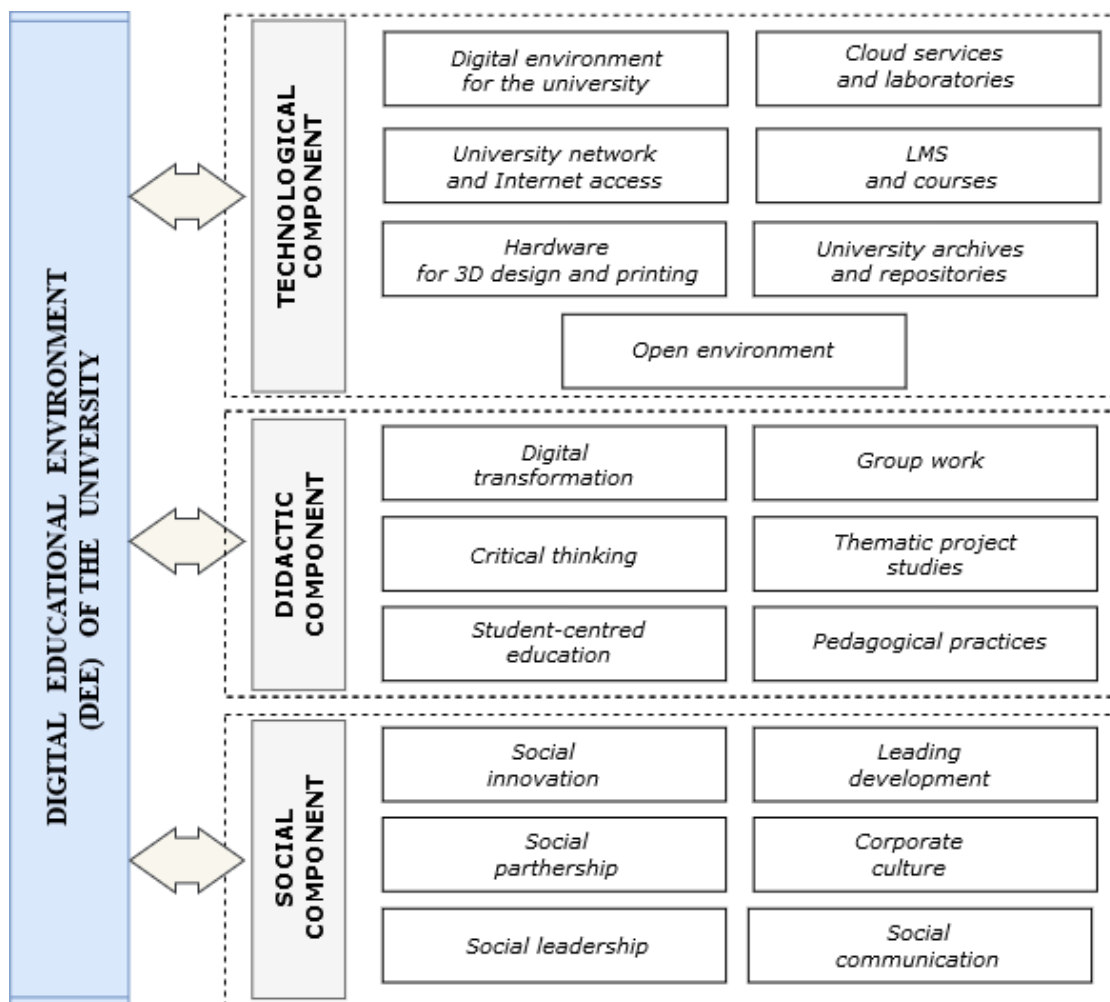 DIGITAL EDUCATIONAL ENVIRONMENT
(DEE) OF THE UNIVERSITY
TECHNOLOGICAL
COMPONENT
Digital environment
for the university
Cloud services
and laboratories
University network
and Internet access
LMS
and courses
Hardware
for 3D design and printing
University archives
and repositories
Open environment
DIDACTIC
COMPONENT
Digital
transformation
Group work
Critical thinking
Thematic project
studies
Student-centred
education
Pedagogical practices
SOCIAL
COMPONENT
Social
innovation
Leading
development
Social
parthership
Corporate
culture
Social leadership
Social
communication